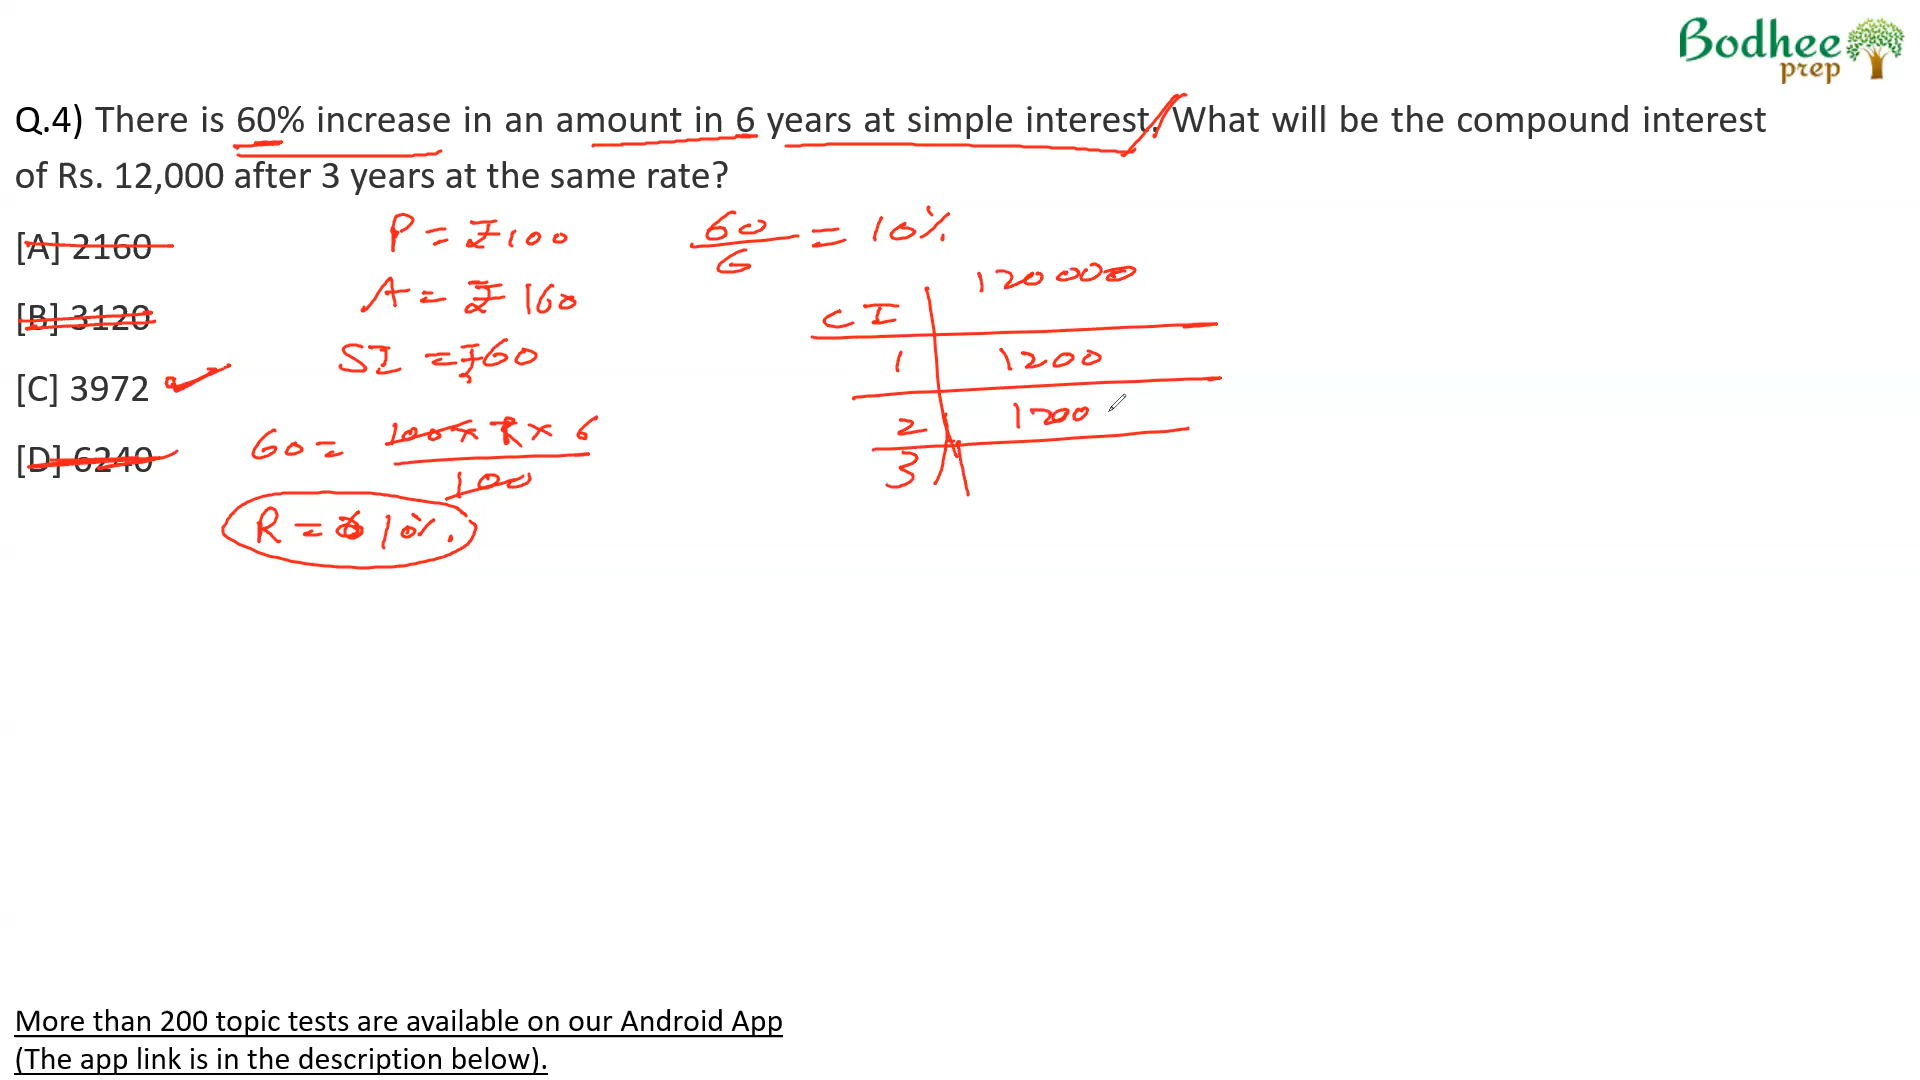 Bodhee
prep
Q.4) There is 60% increase in an amount in 6 years at simple interest. What will be the compound interest
of Rs. 12,000 after 3 years at the same rate?
[A] 2160
[B] 3120
[C] 3972
[D] 6240
P = ₹100
A = ₹160
SI = ₹60
60 = 100 × R × 6
100
R = 10%.
60
6
= 10%
120000
CI
1 1200
2 1200
3
More than 200 topic tests are available on our Android App
(The app link is in the description below).